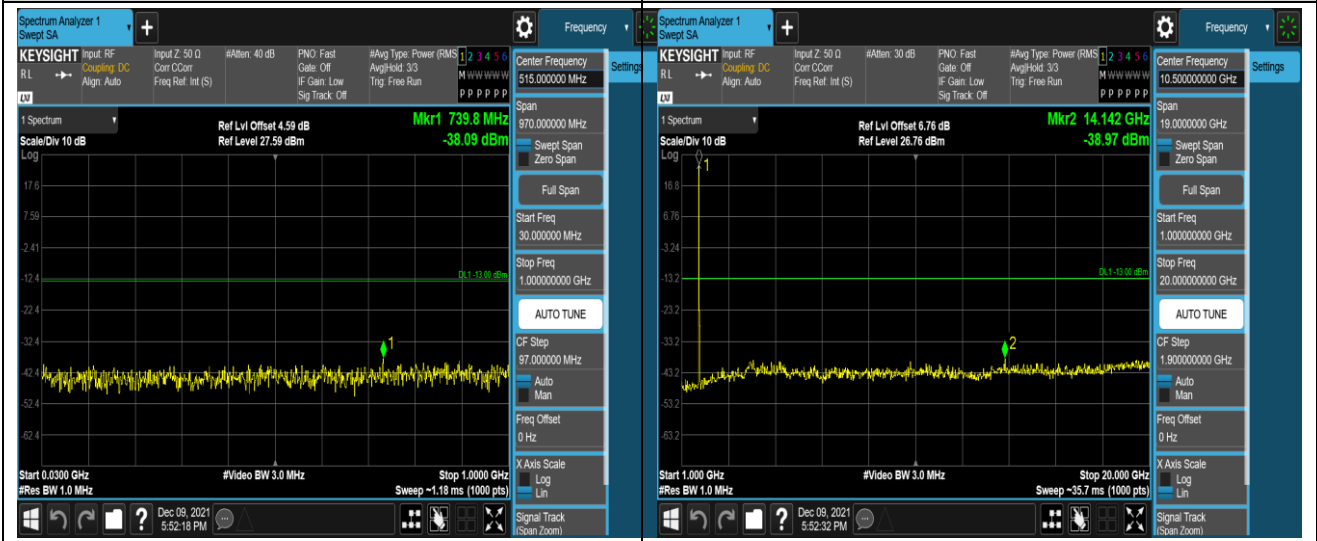 Spectrum Analyzer 1
Swept SA
+
Frequency
KEYSIGHT
RL
LXI
Input: RF
Coupling: DC
Align: Auto
Input Z: 50 Ω
Corr CCorr
Freq Ref: Int (S)
#Atten: 40 dB
PNO: Fast
Gate: Off
IF Gain: Low
Sig Track: Off
#Avg Type: Power (RMS
Avg|Hold: 3/3
Trig: Free Run
1 2 3 4 5 6
M W W W W W
P P P P P P
1 Spectrum
Scale/Div 10 dB
Log
Ref Lvl Offset 4.59 dB
Ref Level 27.59 dBm
Mkr1 739.8 MHz
-38.09 dBm
17.6
7.59
-2.41
-12.4
-22.4
-32.4
-42.4
-52.4
-62.4
DL1 -13.00 dBm
1
Start 0.0300 GHz
#Res BW 1.0 MHz
#Video BW 3.0 MHz
Stop 1.0000 GHz
Sweep ~1.18 ms (1000 pts)
Center Frequency
515.000000 MHz
Settings
Span
970.000000 MHz
Swept Span
Zero Span
Full Span
Start Freq
30.000000 MHz
Stop Freq
1.000000000 GHz
AUTO TUNE
CF Step
97.000000 MHz
Auto
Man
Freq Offset
0 Hz
X Axis Scale
Log
Lin
Signal Track
(Span Zoom)
?
Dec 09, 2021
5:52:18 PM
Spectrum Analyzer 1
Swept SA
+
Frequency
KEYSIGHT
RL
LXI
Input: RF
Coupling: DC
Align: Auto
Input Z: 50 Ω
Corr CCorr
Freq Ref: Int (S)
#Atten: 30 dB
PNO: Fast
Gate: Off
IF Gain: Low
Sig Track: Off
#Avg Type: Power (RMS
Avg|Hold: 3/3
Trig: Free Run
1 2 3 4 5 6
M W W W W W
P P P P P P
1 Spectrum
Scale/Div 10 dB
Log
Ref Lvl Offset 6.76 dB
Ref Level 26.76 dBm
Mkr2 14.142 GHz
-38.97 dBm
1
16.8
6.76
-3.24
-13.2
-23.2
-33.2
-43.2
-53.2
-63.2
DL1 -13.00 dBm
2
Start 1.000 GHz
#Res BW 1.0 MHz
#Video BW 3.0 MHz
Stop 20.000 GHz
Sweep ~35.7 ms (1000 pts)
Center Frequency
10.500000000 GHz
Settings
Span
19.0000000 GHz
Swept Span
Zero Span
Full Span
Start Freq
1.000000000 GHz
Stop Freq
20.000000000 GHz
AUTO TUNE
CF Step
1.900000000 GHz
Auto
Man
Freq Offset
0 Hz
X Axis Scale
Log
Lin
Signal Track
(Span Zoom)
?
Dec 09, 2021
5:52:32 PM